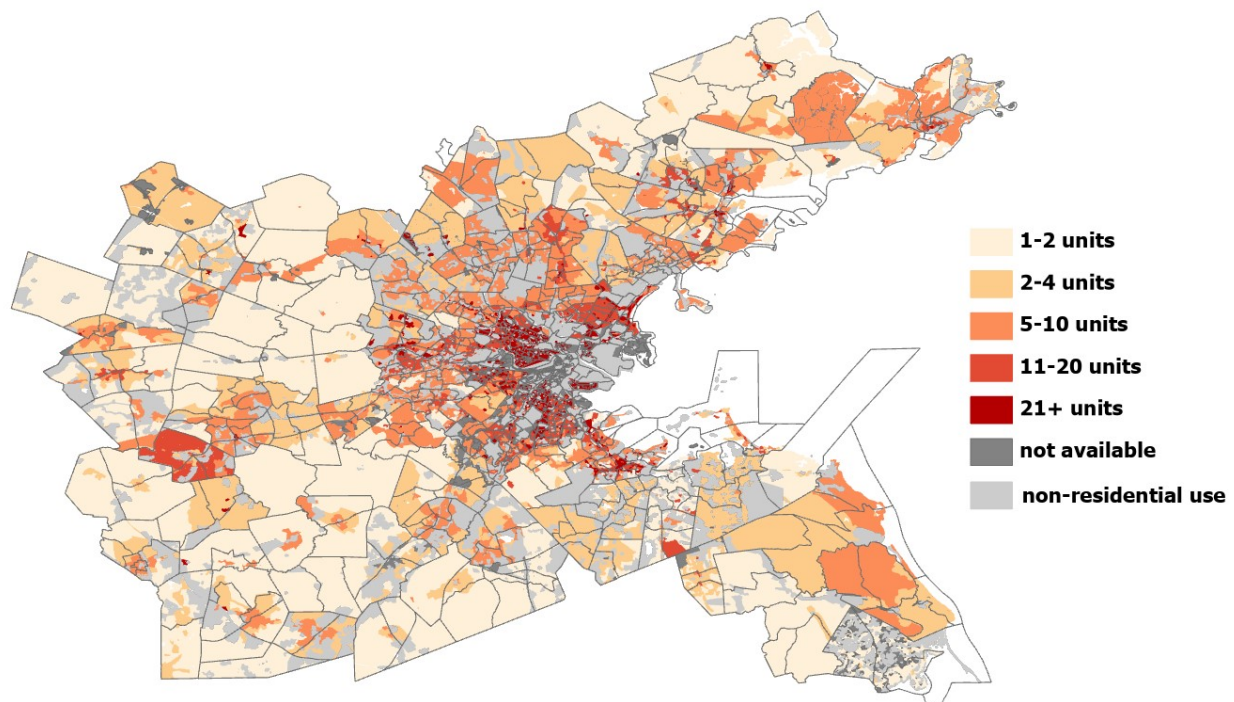 1-2 units
2-4 units
5-10 units
11-20 units
21+ units
not available
non-residential use